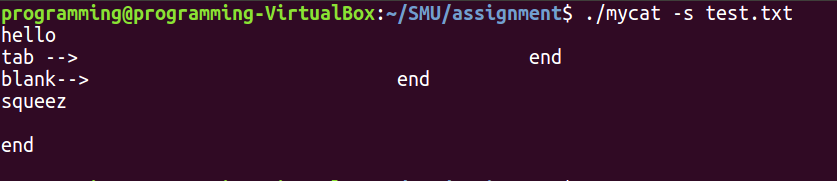 programming@programming-VirtualBox:~/SMU/assignment$ ./mycat -s test.txt
hello
tab --> end
blank--> end
squeez
end